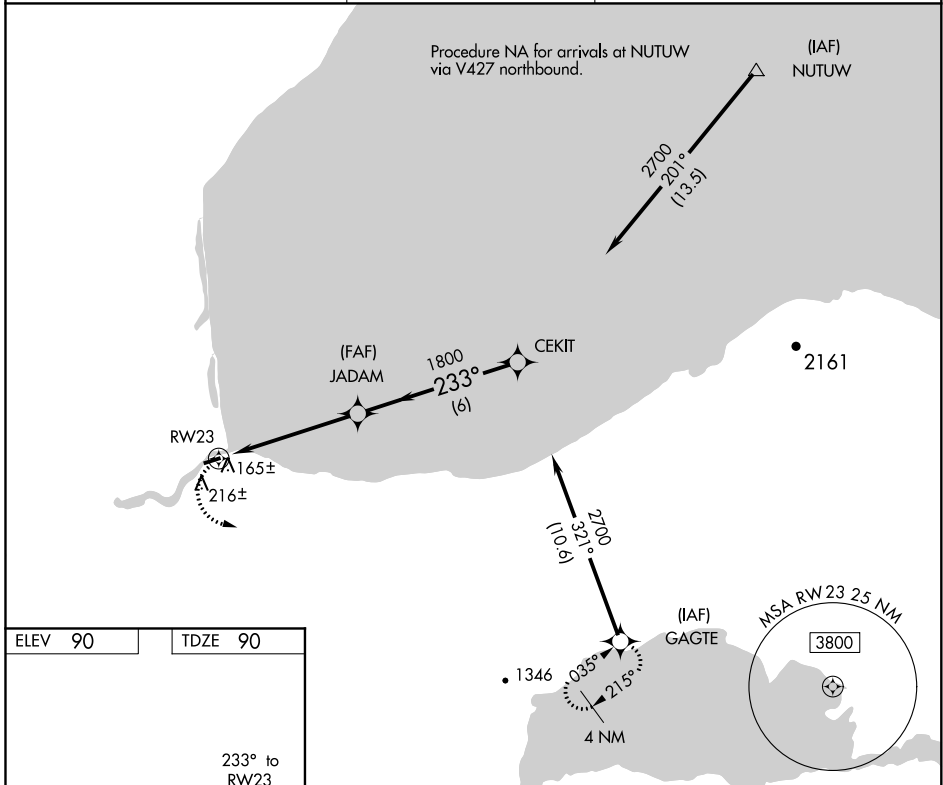 Procedure NA for arrivals at NUTUW
via V427 northbound.
(IAF)
NUTUW
2700
201°
(13.5)
2161
CEKIT
1800
233°
(6)
(FAF)
JADAM
RW23
165±
216±
2700
321°
(10.6)
(IAF)
GAGTE
1346
035°
215°
4 NM
MSA RW23 25 NM
3800
ELEV 90
TDZE 90
233° to
RW23